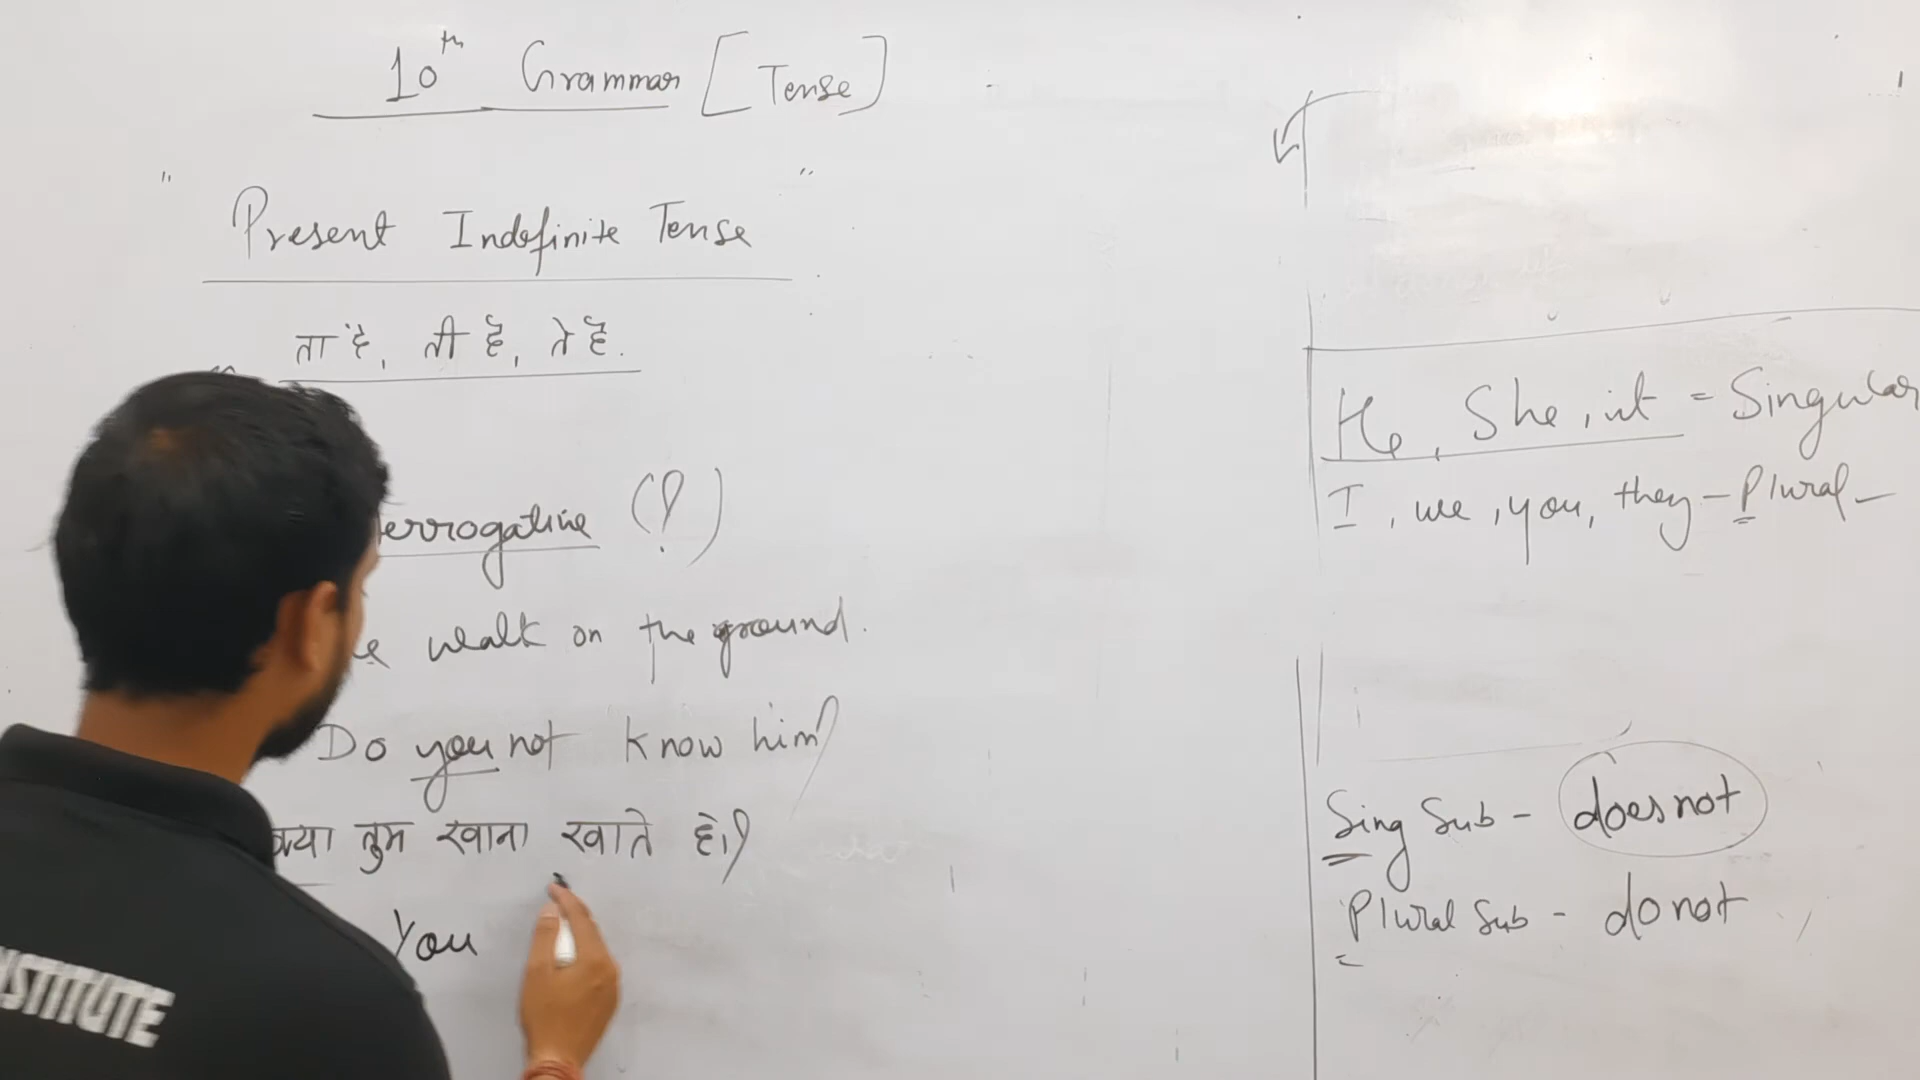 10th Grammar [Tense]
" Present Indefinite Tense "
ता है, ती है, ते है.
errogative (?)
walk on the ground.
Do you not know him?
क्या तुम खाना खाते हो?
You
He, She, it = Singular
I, we, you, they - Plural -
Sing Sub - does not
Plural Sub - do not
NSTITUTE